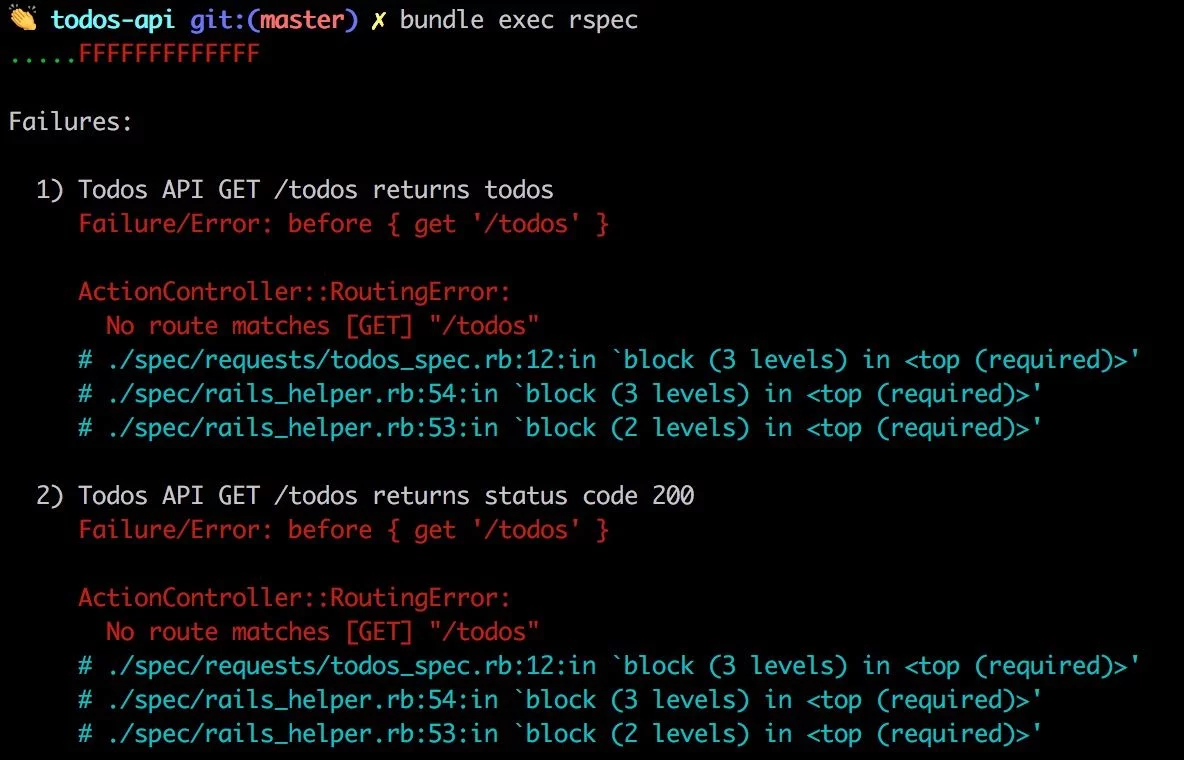 👏 todos-api git:(master) ✗ bundle exec rspec
.....FFFFFFFFFFFFF
Failures:
1) Todos API GET /todos returns todos
Failure/Error: before { get '/todos' }
ActionController::RoutingError:
No route matches [GET] "/todos"
# ./spec/requests/todos_spec.rb:12:in `block (3 levels) in <top (required)>'
# ./spec/rails_helper.rb:54:in `block (3 levels) in <top (required)>'
# ./spec/rails_helper.rb:53:in `block (2 levels) in <top (required)>'
2) Todos API GET /todos returns status code 200
Failure/Error: before { get '/todos' }
ActionController::RoutingError:
No route matches [GET] "/todos"
# ./spec/requests/todos_spec.rb:12:in `block (3 levels) in <top (required)>'
# ./spec/rails_helper.rb:54:in `block (3 levels) in <top (required)>'
# ./spec/rails_helper.rb:53:in `block (2 levels) in <top (required)>'